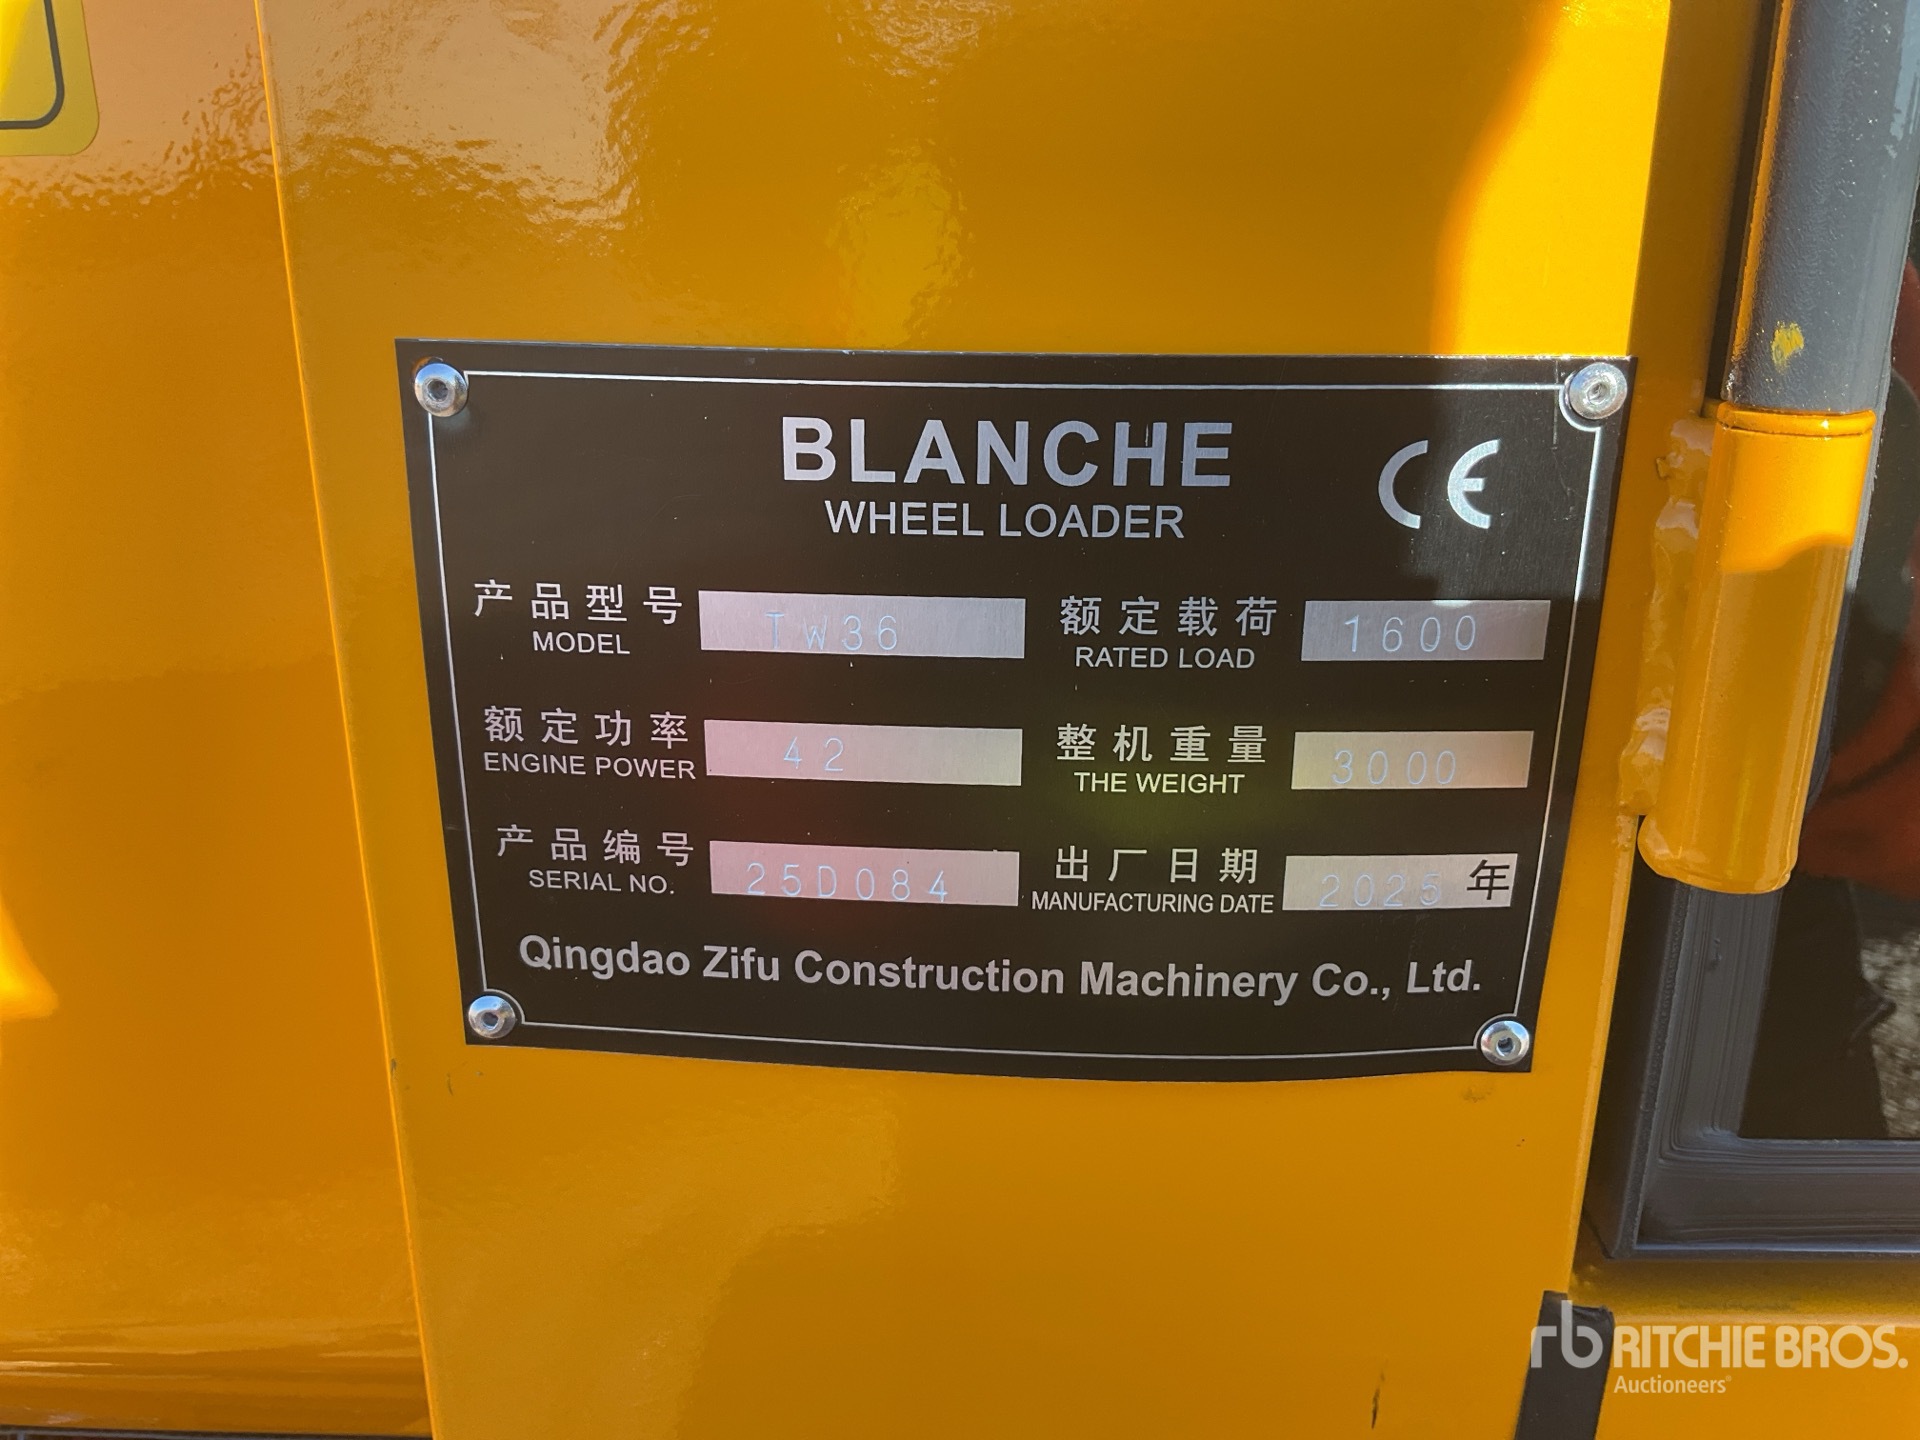 BLANCHE
WHEEL LOADER
CE
产品型号 TW36 额定载荷 1600
MODEL RATED LOAD
额定功率 42 整机重量 3000
ENGINE POWER THE WEIGHT
产品编号 25D084 出厂日期 2025 年
SERIAL NO. MANUFACTURING DATE
Qingdao Zifu Construction Machinery Co., Ltd.
rb RITCHIE BROS.
Auctioneers